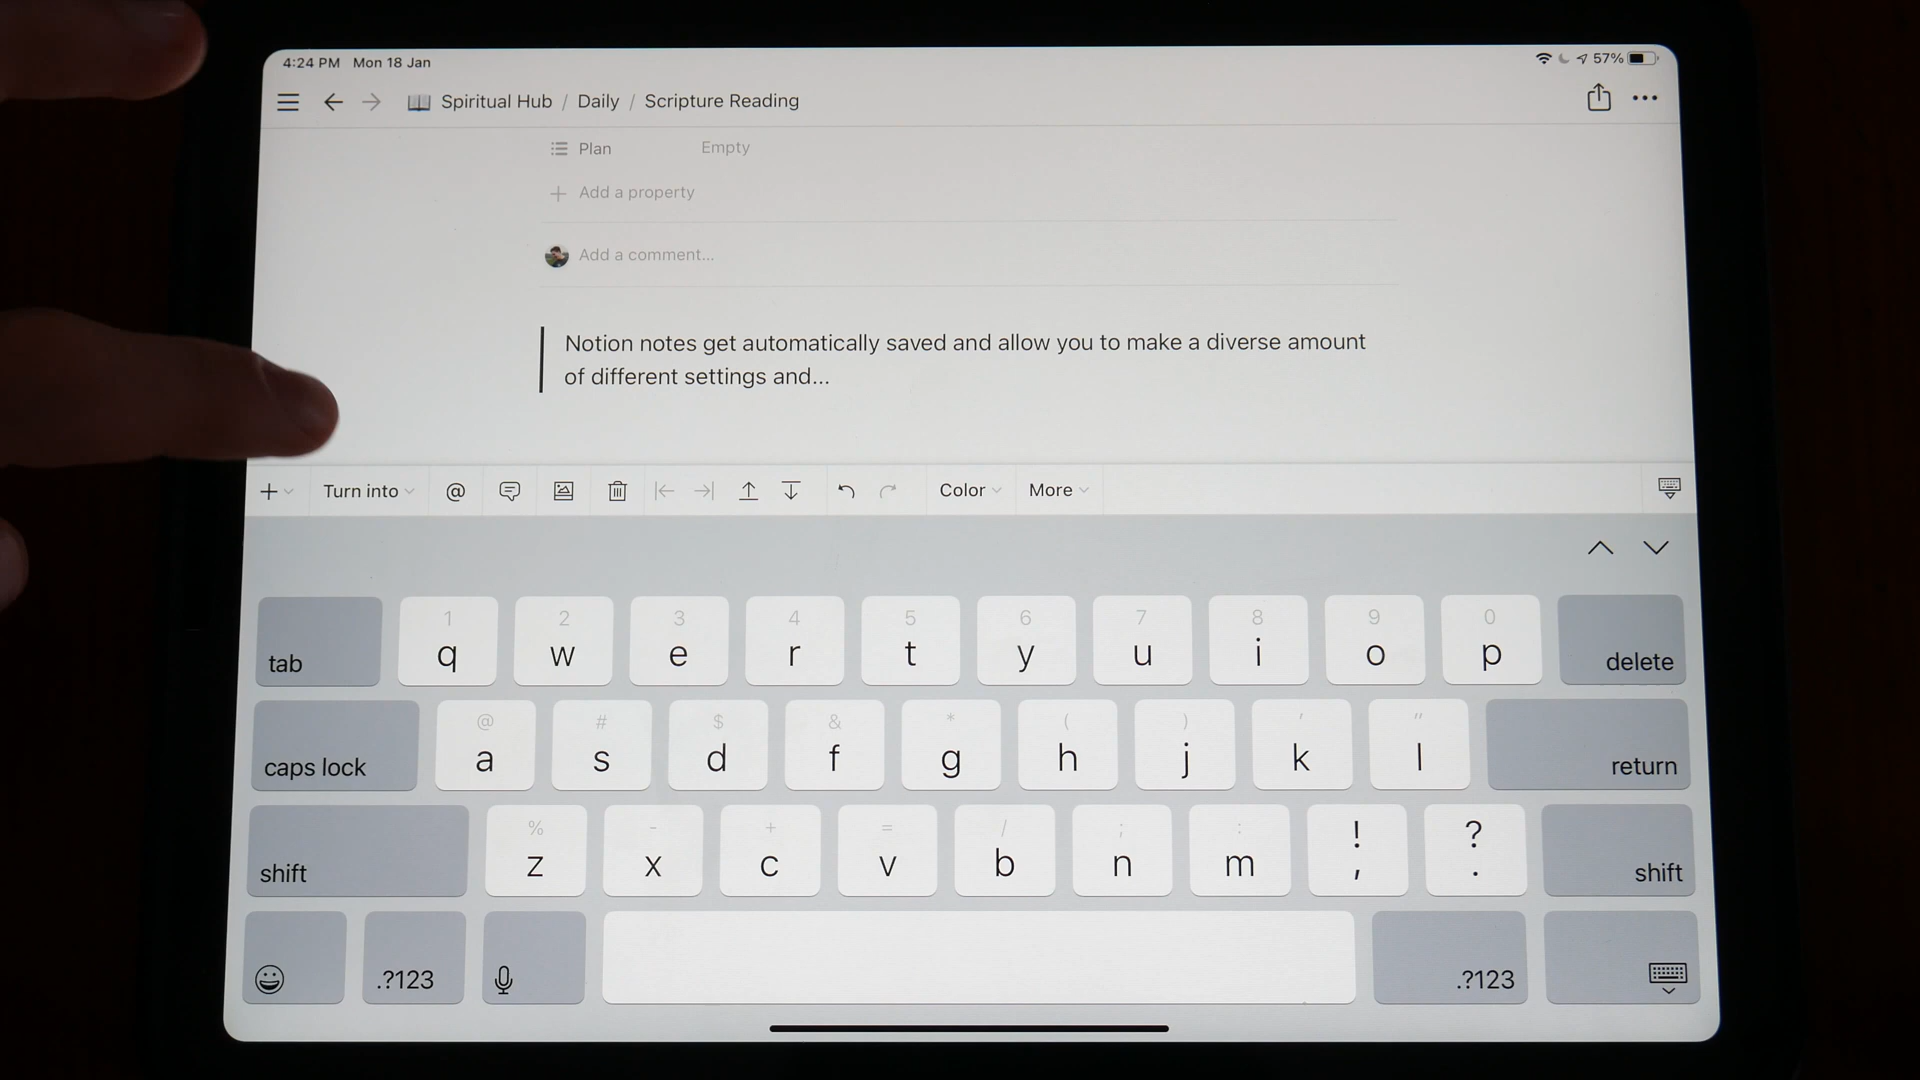 4:24 PM Mon 18 Jan 57%
Spiritual Hub / Daily / Scripture Reading
Plan Empty
+ Add a property
Add a comment...
Notion notes get automatically saved and allow you to make a diverse amount
of different settings and...
+ Turn into @ Color More
tab 1 q 2 w 3 e 4 r 5 t 6 y 7 u 8 i 9 o 0 p delete
caps lock @ a # s $ d & f * g ( h ) j ' k " l return
shift % z - x + c = v / b ; n : m ! , ? . shift
.?123 .?123